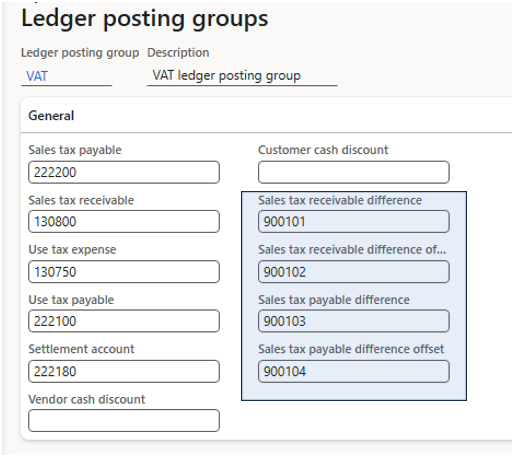 Ledger posting groups
Ledger posting group Description
VAT VAT ledger posting group
General
Sales tax payable
222200
Sales tax receivable
130800
Use tax expense
130750
Use tax payable
222100
Settlement account
222180
Vendor cash discount
Customer cash discount
Sales tax receivable difference
900101
Sales tax receivable difference of...
900102
Sales tax payable difference
900103
Sales tax payable difference offset
900104